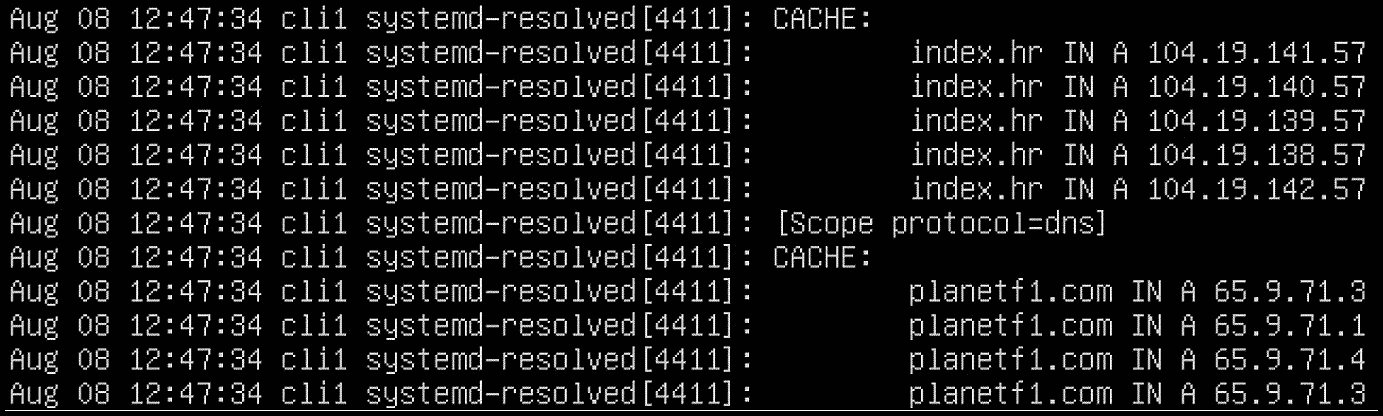 Aug 08 12:47:34 cli1 systemd-resolved[4411]: CACHE:
Aug 08 12:47:34 cli1 systemd-resolved[4411]:         index.hr IN A 104.19.141.57
Aug 08 12:47:34 cli1 systemd-resolved[4411]:         index.hr IN A 104.19.140.57
Aug 08 12:47:34 cli1 systemd-resolved[4411]:         index.hr IN A 104.19.139.57
Aug 08 12:47:34 cli1 systemd-resolved[4411]:         index.hr IN A 104.19.138.57
Aug 08 12:47:34 cli1 systemd-resolved[4411]:         index.hr IN A 104.19.142.57
Aug 08 12:47:34 cli1 systemd-resolved[4411]: [Scope protocol=dns]
Aug 08 12:47:34 cli1 systemd-resolved[4411]: CACHE:
Aug 08 12:47:34 cli1 systemd-resolved[4411]:         planetf1.com IN A 65.9.71.3
Aug 08 12:47:34 cli1 systemd-resolved[4411]:         planetf1.com IN A 65.9.71.1
Aug 08 12:47:34 cli1 systemd-resolved[4411]:         planetf1.com IN A 65.9.71.4
Aug 08 12:47:34 cli1 systemd-resolved[4411]:         planetf1.com IN A 65.9.71.3